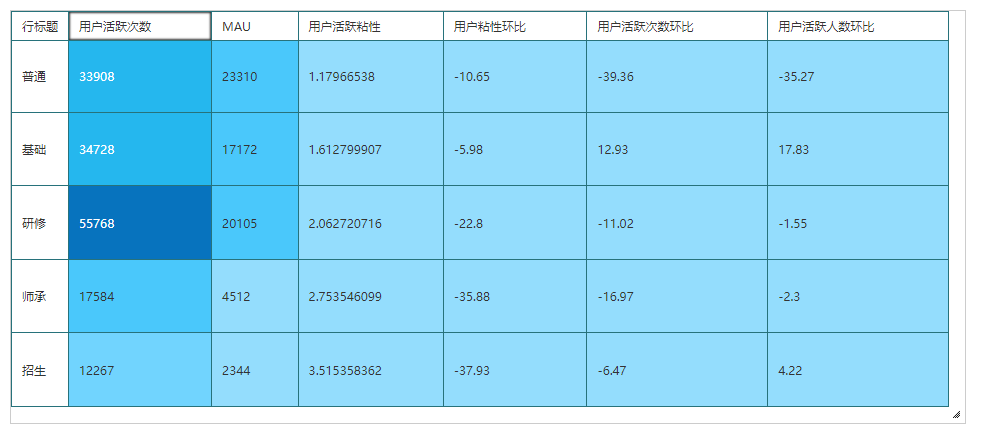 行标题 用户活跃次数 MAU 用户活跃粘性 用户粘性环比 用户活跃次数环比 用户活跃人数环比
普通 33908 23310 1.17966538 -10.65 -39.36 -35.27
基础 34728 17172 1.612799907 -5.98 12.93 17.83
研修 55768 20105 2.062720716 -22.8 -11.02 -1.55
师承 17584 4512 2.753546099 -35.88 -16.97 -2.3
招生 12267 2344 3.515358362 -37.93 -6.47 4.22